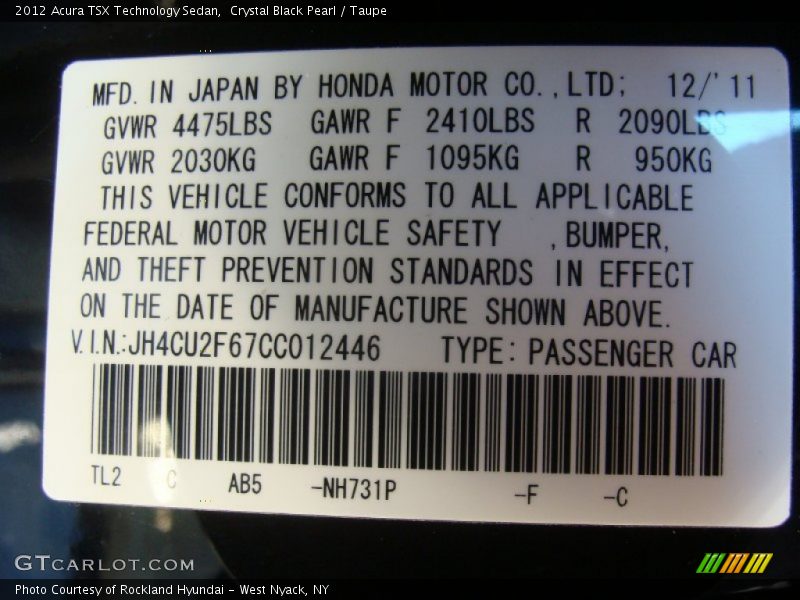 2012 Acura TSX Technology Sedan,  Crystal Black Pearl / Taupe
MFD. IN JAPAN BY HONDA MOTOR CO.,LTD; 12/'11
GVWR 4475LBS GAWR F 2410LBS R 2090LBS
GVWR 2030KG GAWR F 1095KG R 950KG
THIS VEHICLE CONFORMS TO ALL APPLICABLE
FEDERAL MOTOR VEHICLE SAFETY ,BUMPER,
AND THEFT PREVENTION STANDARDS IN EFFECT
ON THE DATE OF MANUFACTURE SHOWN ABOVE.
V.I.N.:JH4CU2F67CC012446 TYPE: PASSENGER CAR
TL2 C AB5 -NH731P -F -C
GTCARLOT.COM
Photo Courtesy of Rockland Hyundai - West Nyack, NY